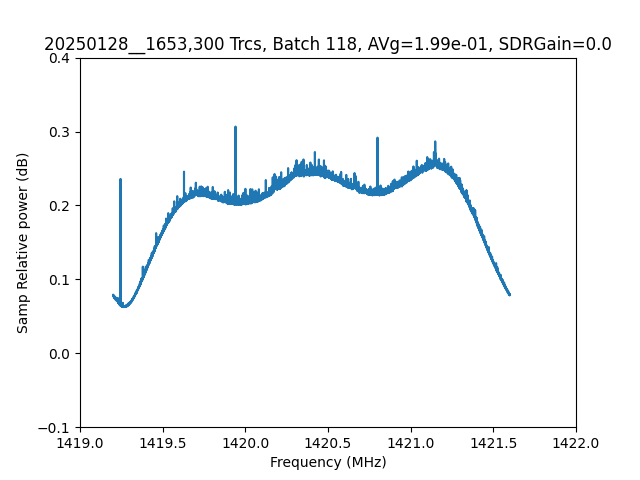 20250128__1653,300 Trcs, Batch 118, AVg=1.99e-01, SDRGain=0.0
0.4
0.3
0.2
0.1
0.0
−0.1
Samp Relative power (dB)
1419.0 1419.5 1420.0 1420.5 1421.0 1421.5 1422.0
Frequency (MHz)